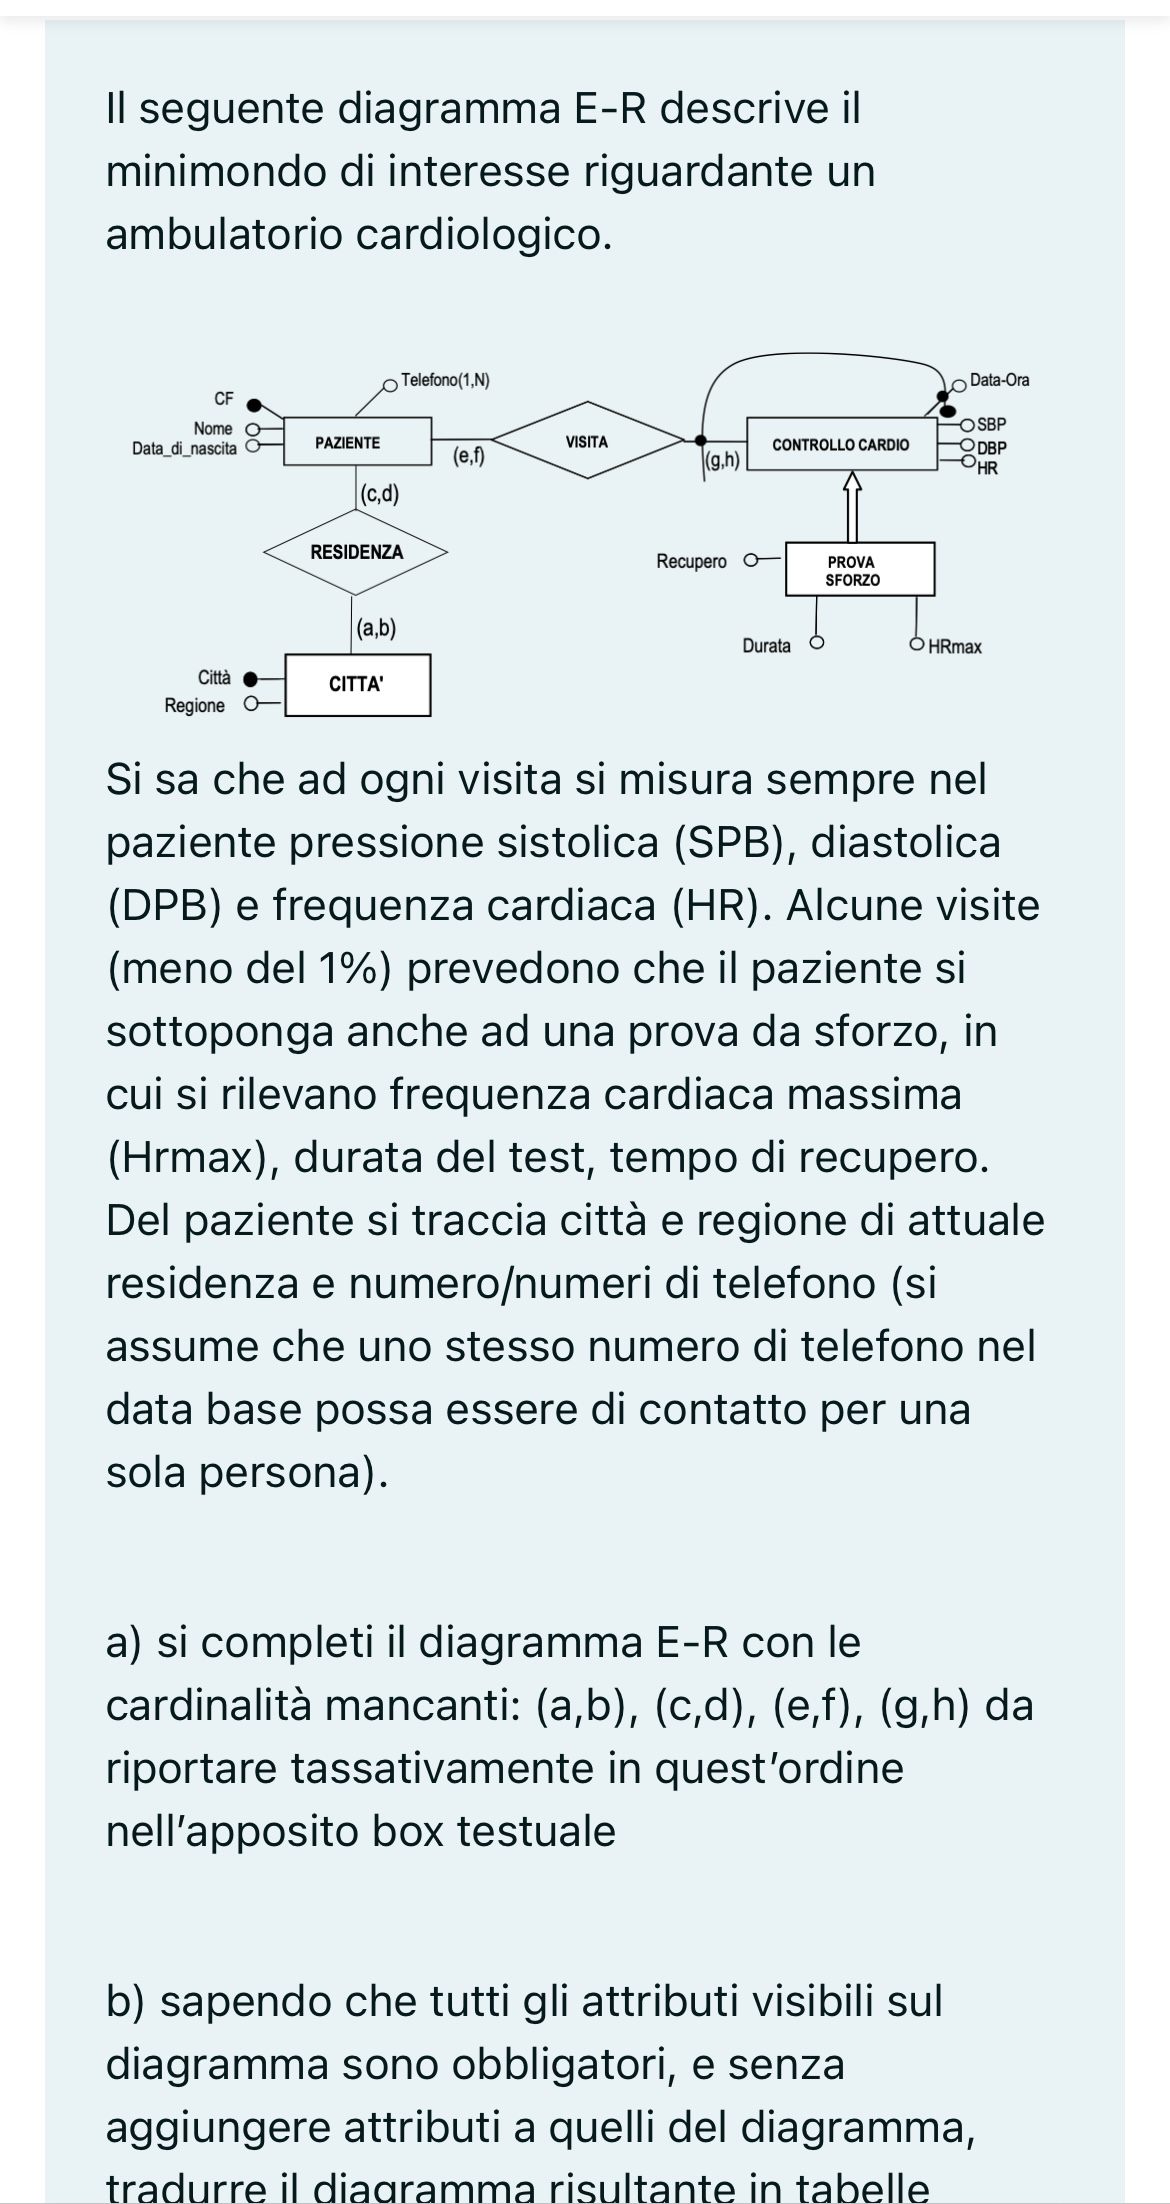 Il seguente diagramma E-R descrive il
minimondo di interesse riguardante un
ambulatorio cardiologico.
Telefono(1,N)
Data-Ora
CF
Nome
Data_di_nascita
PAZIENTE
(e,f)
VISITA
(g,h)
CONTROLLO CARDIO
SBP
DBP
HR
(c,d)
RESIDENZA
Recupero
PROVA
SFORZO
(a,b)
Durata
HRmax
Città
Regione
CITTA'
Si sa che ad ogni visita si misura sempre nel
paziente pressione sistolica (SPB), diastolica
(DPB) e frequenza cardiaca (HR). Alcune visite
(meno del 1%) prevedono che il paziente si
sottoponga anche ad una prova da sforzo, in
cui si rilevano frequenza cardiaca massima
(Hrmax), durata del test, tempo di recupero.
Del paziente si traccia città e regione di attuale
residenza e numero/numeri di telefono (si
assume che uno stesso numero di telefono nel
data base possa essere di contatto per una
sola persona).
a) si completi il diagramma E-R con le
cardinalità mancanti: (a,b), (c,d), (e,f), (g,h) da
riportare tassativamente in quest'ordine
nell'apposito box testuale
b) sapendo che tutti gli attributi visibili sul
diagramma sono obbligatori, e senza
aggiungere attributi a quelli del diagramma,
tradurre il diagramma risultante in tabelle